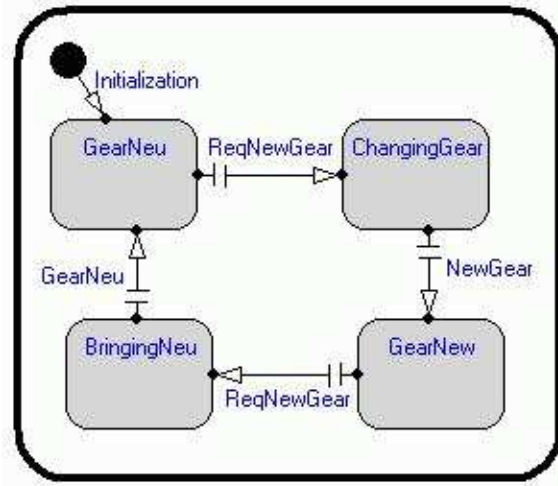 Initialization
GearNeu
ReqNewGear
ChangingGear
GearNeu
NewGear
BringingNeu
GearNew
ReqNewGear